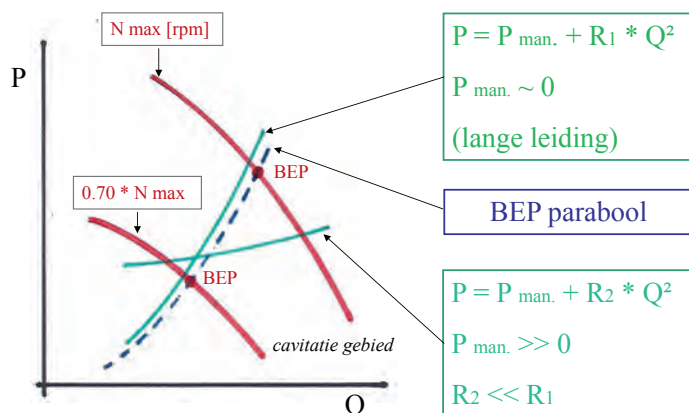 N max [rpm]
P
BEP
0.70 * N max
BEP
cavitatie gebied
Q
P = P man. + R1 * Q²
P man. ~ 0
(lange leiding)
BEP parabool
P = P man. + R2 * Q²
P man. >> 0
R2 << R1